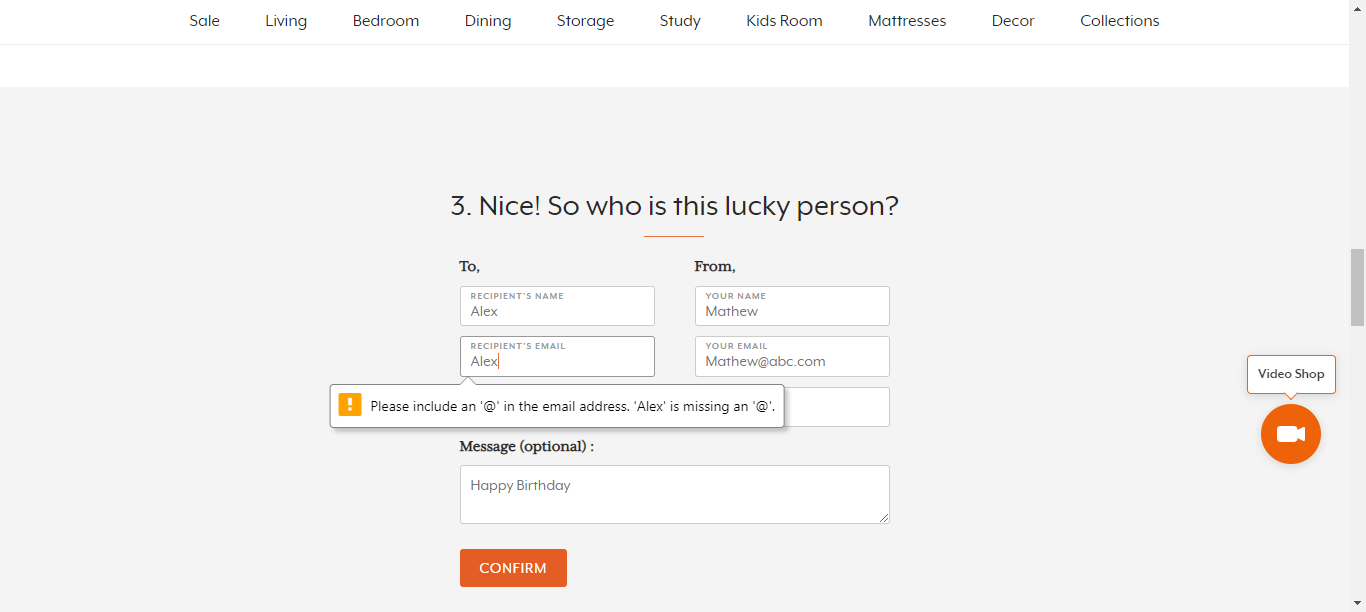 Sale Living Bedroom Dining Storage Study Kids Room Mattresses Decor Collections
3. Nice! So who is this lucky person?
To,
From,
RECIPIENT'S NAME
Alex
YOUR NAME
Mathew
RECIPIENT'S EMAIL
Alex
YOUR EMAIL
Mathew@abc.com
Please include an '@' in the email address. 'Alex' is missing an '@'.
Message (optional) :
Happy Birthday
CONFIRM
Video Shop